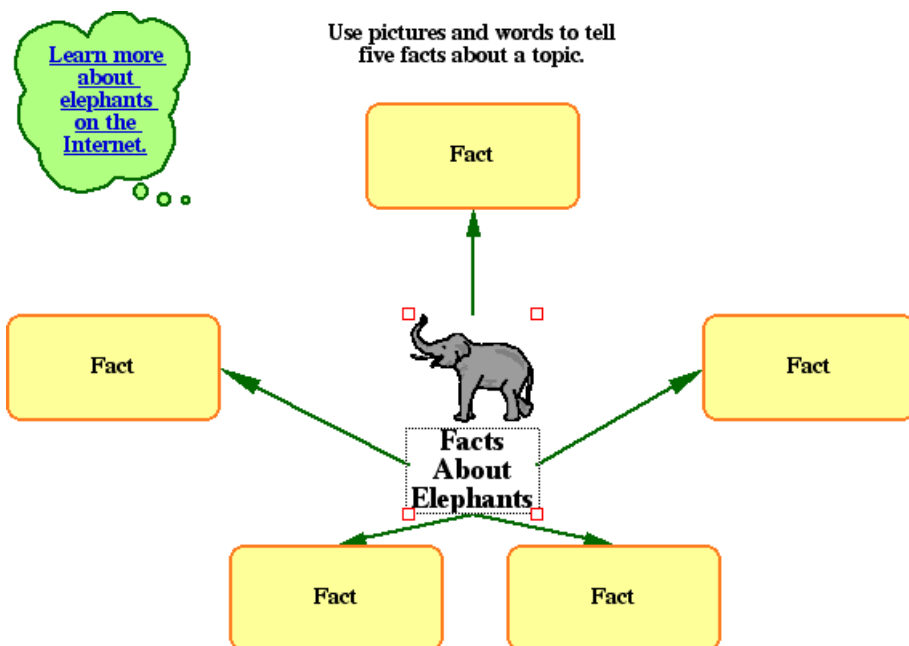 Use pictures and words to tell
five facts about a topic.
Learn more
about
elephants
on the
Internet.
Fact
Fact
Fact
Facts
About
Elephants
Fact
Fact